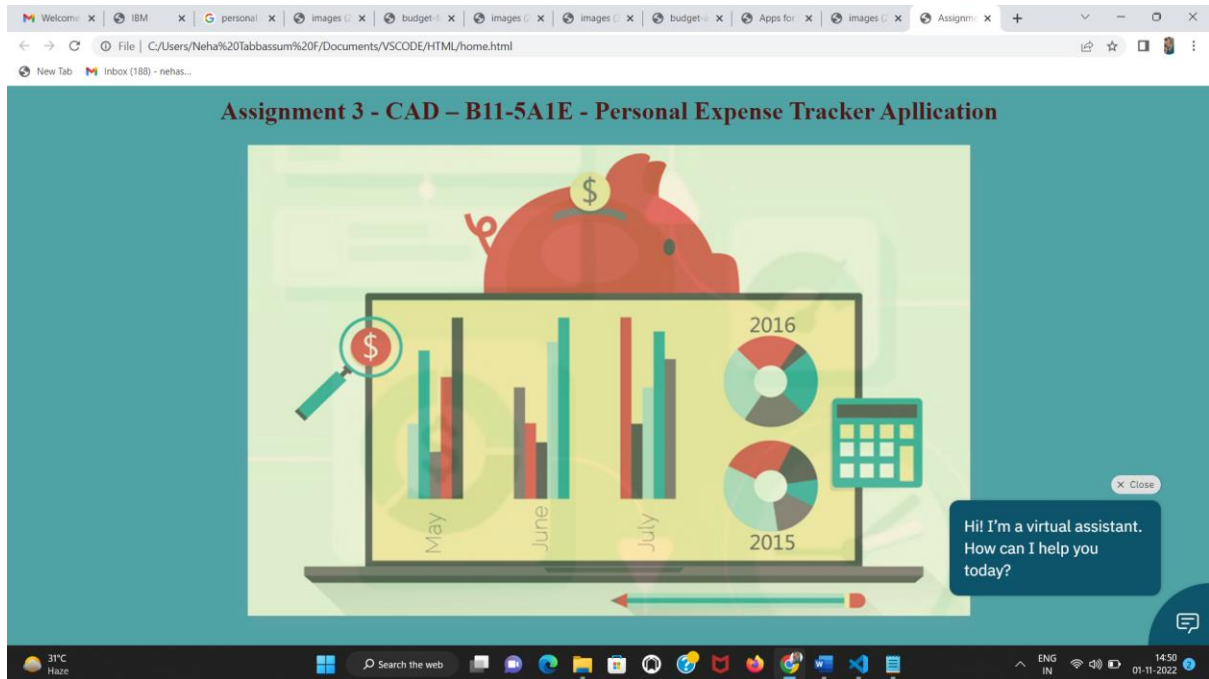 Welcome
IBM
personal
images (
budget-
images (
images (
budget-
Apps for
images (
Assignm
File | C:/Users/Neha%20Tabbassum%20F/Documents/VSCODE/HTML/home.html
New Tab
Inbox (188) - nehas...
Assignment 3 - CAD – B11-5A1E - Personal Expense Tracker Apllication
$
$
2016
May
June
July
2015
Close
Hi! I'm a virtual assistant.
How can I help you
today?
31°C
Haze
Search the web
ENG
IN
14:50
01-11-2022
2